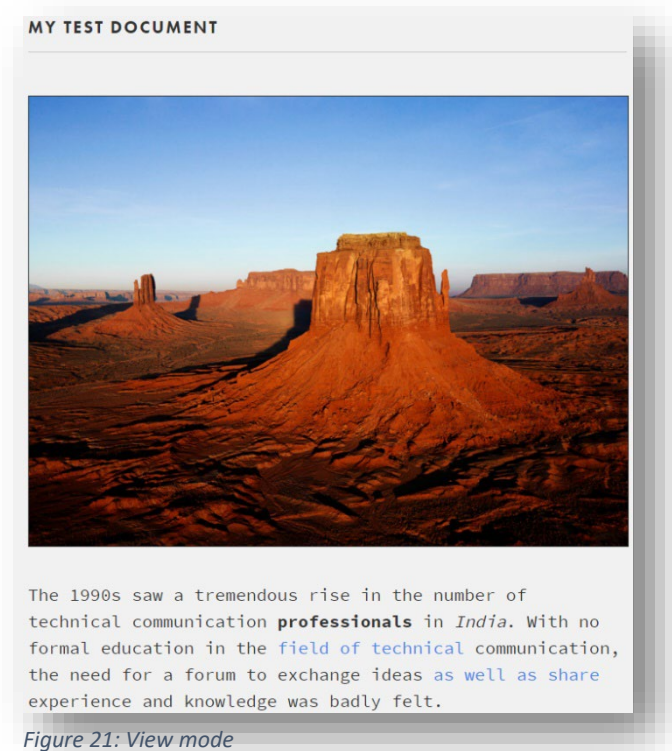 MY TEST DOCUMENT
The 1990s saw a tremendous rise in the number of
technical communication professionals in India. With no
formal education in the field of technical communication,
the need for a forum to exchange ideas as well as share
experience and knowledge was badly felt.
Figure 21: View mode